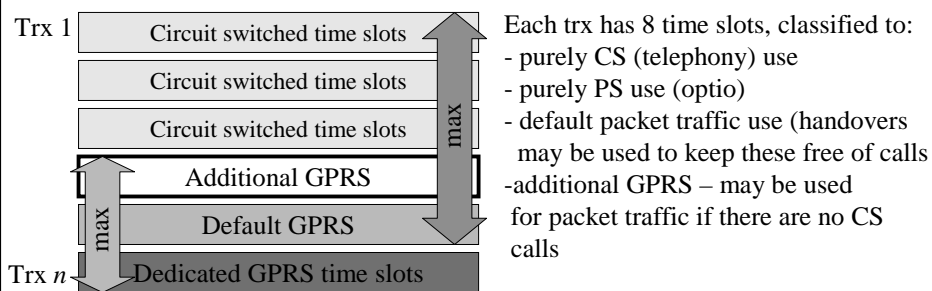 Trx 1
Circuit switched time slots
Circuit switched time slots
Circuit switched time slots
Additional GPRS
Default GPRS
Trx n
Dedicated GPRS time slots
max
max
Each trx has 8 time slots, classified to:
- purely CS (telephony) use
- purely PS use (optio)
- default packet traffic use (handovers
may be used to keep these free of calls
-additional GPRS – may be used
for packet traffic if there are no CS
calls